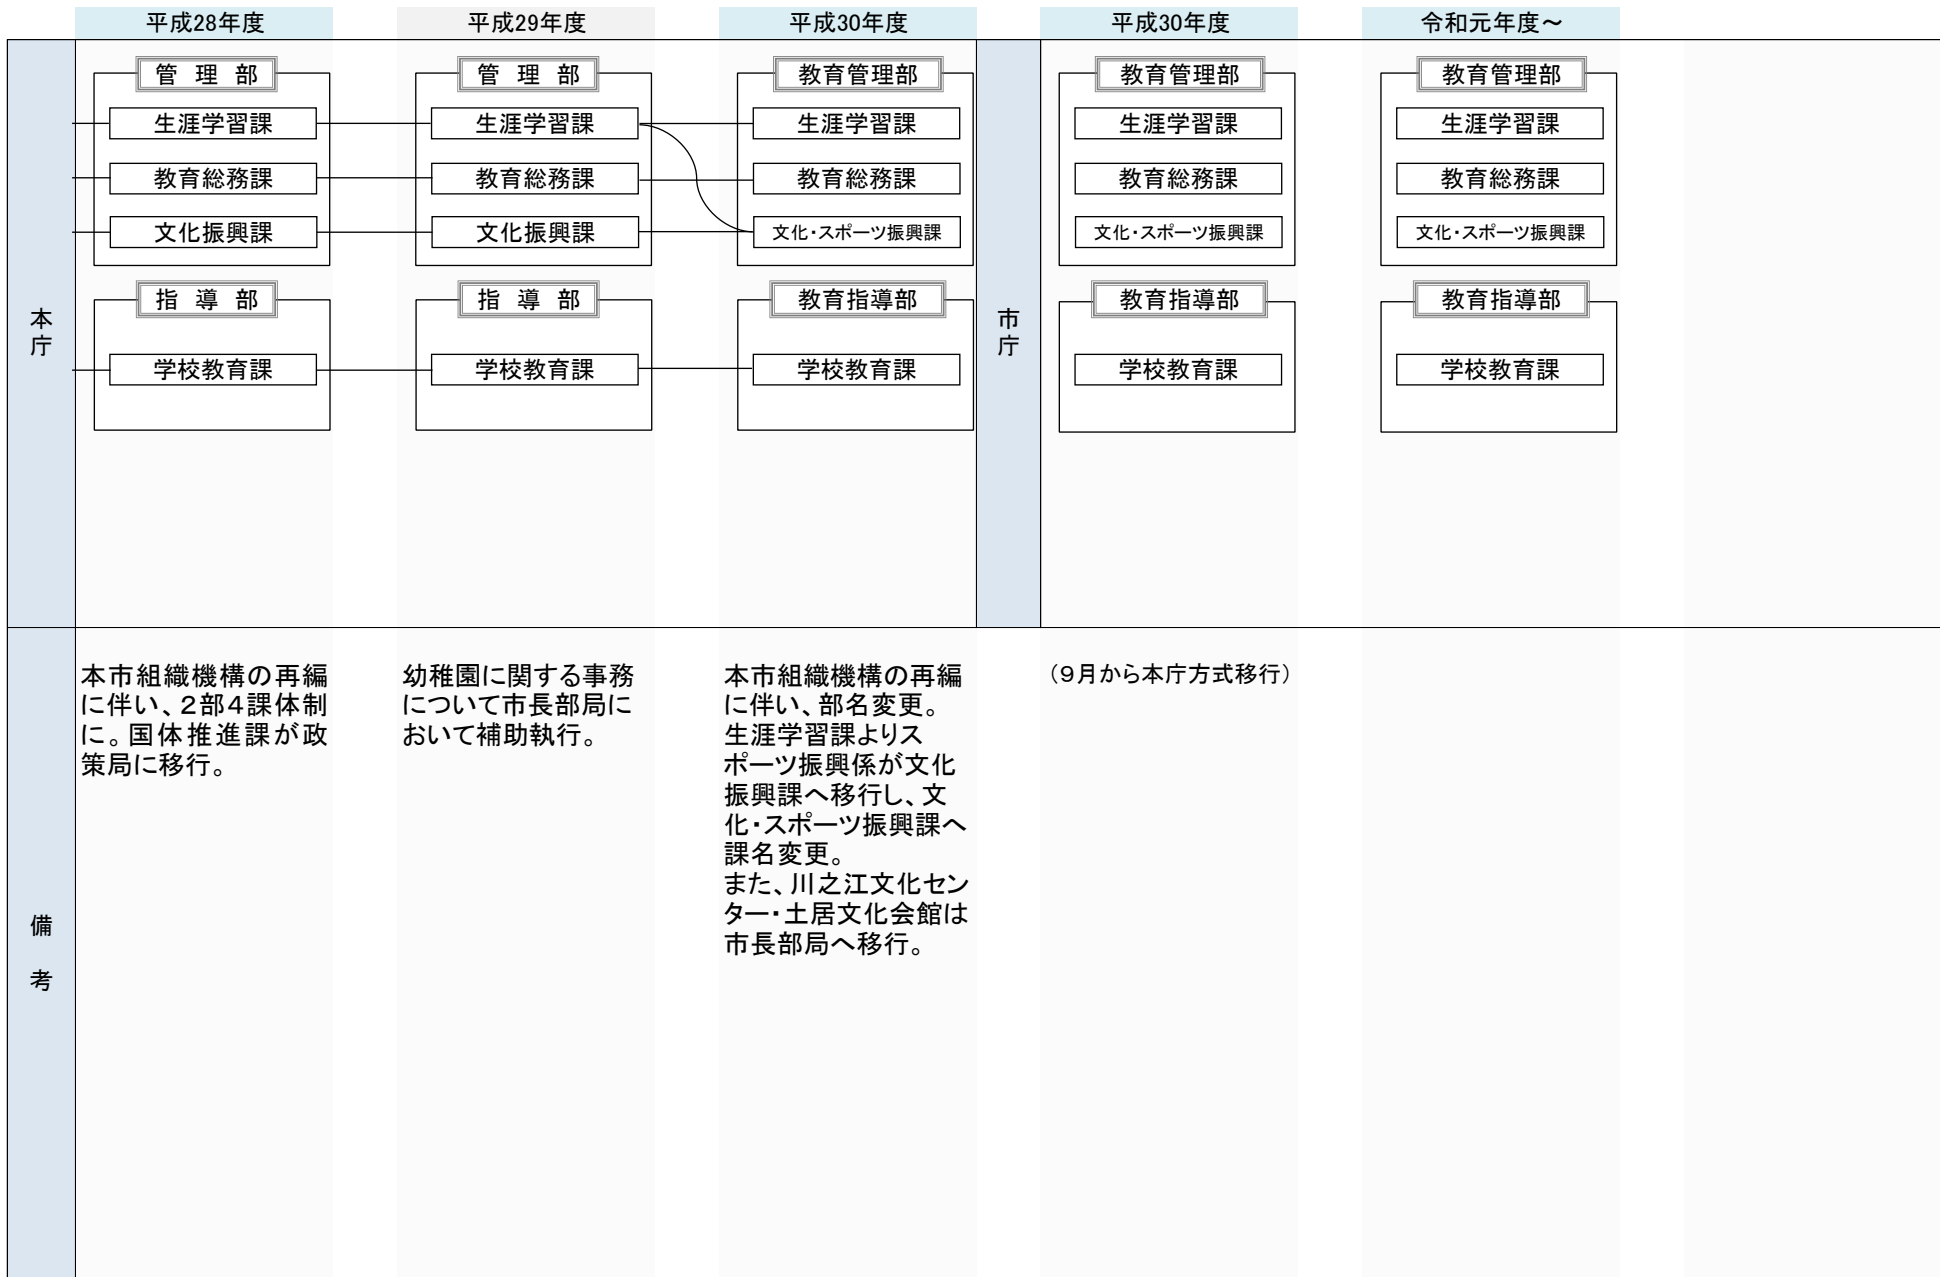 平成28年度
平成29年度
平成30年度
平成30年度
令和元年度～
本庁
管 理 部
生涯学習課
教育総務課
文化振興課
指 導 部
学校教育課
管 理 部
生涯学習課
教育総務課
文化振興課
指 導 部
学校教育課
教育管理部
生涯学習課
教育総務課
文化・スポーツ振興課
教育指導部
学校教育課
市庁
教育管理部
生涯学習課
教育総務課
文化・スポーツ振興課
教育指導部
学校教育課
教育管理部
生涯学習課
教育総務課
文化・スポーツ振興課
教育指導部
学校教育課
備考
本市組織機構の再編
に伴い、２部４課体制
に。国体推進課が政
策局に移行。
幼稚園に関する事務
について市長部局に
おいて補助執行。
本市組織機構の再編
に伴い、部名変更。
生涯学習課よりス
ポーツ振興係が文化
振興課へ移行し、文
化・スポーツ振興課へ
課名変更。
また、川之江文化セン
ター・土居文化会館は
市長部局へ移行。
（９月から本庁方式移行）